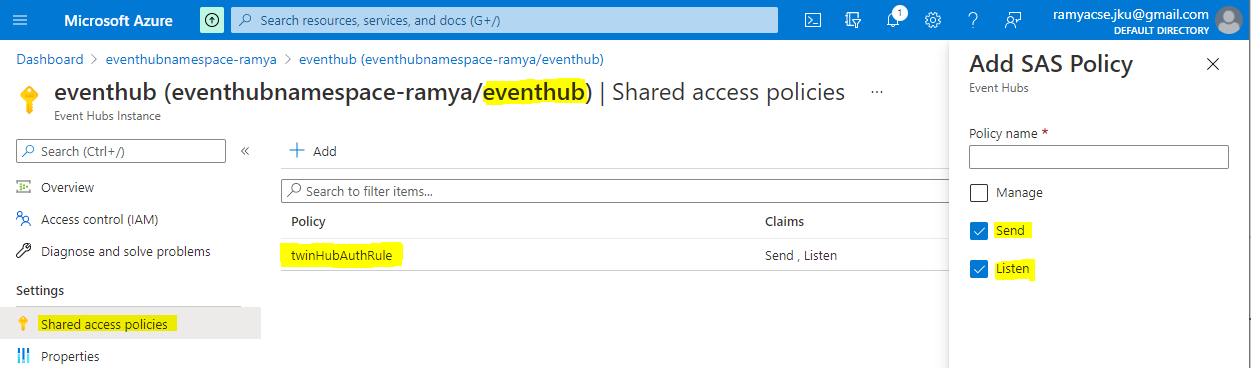 Microsoft Azure
Search resources, services, and docs (G+/)
1
ramyacse.jku@gmail.com
DEFAULT DIRECTORY
Dashboard > eventhubnamespace-ramya > eventhub (eventhubnamespace-ramya/eventhub)
eventhub (eventhubnamespace-ramya/eventhub) | Shared access policies ...
Event Hubs Instance
Search (Ctrl+/)
«
Overview
Access control (IAM)
Diagnose and solve problems
Settings
Shared access policies
Properties
+ Add
Search to filter items...
Policy Claims
twinHubAuthRule Send , Listen
Add SAS Policy
Event Hubs
Policy name *
Manage
Send
Listen